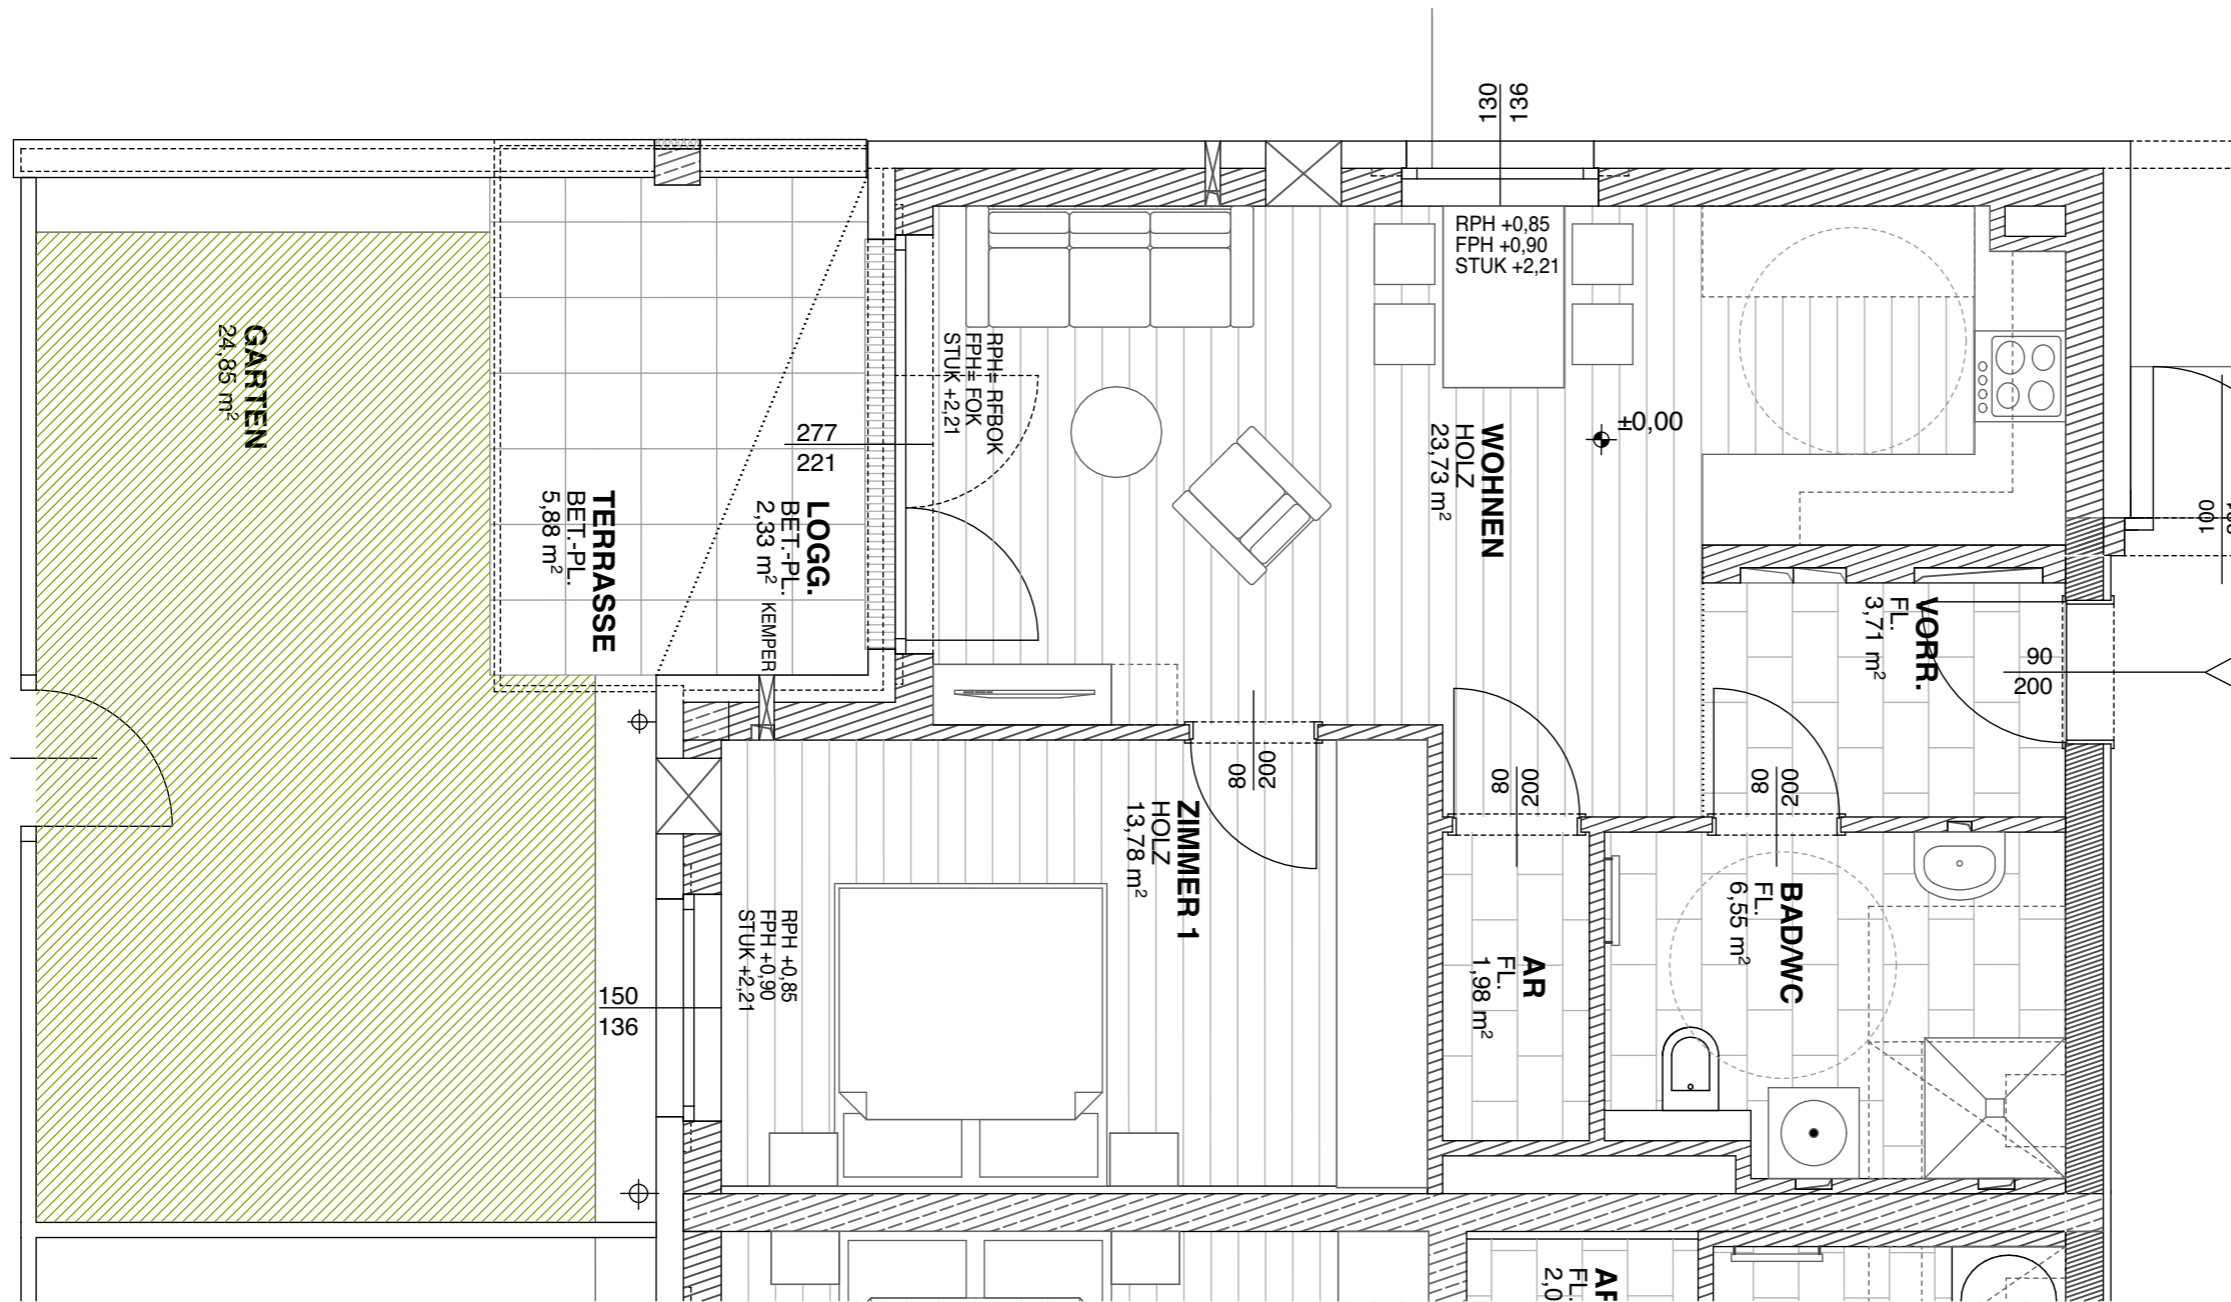 130
136
RPH +0,85
FPH +0,90
STUK +2,21
GARTEN
24,85 m²
TERRASSE
BET.-PL.
5,88 m²
LOGG.
BET.-PL.
2,33 m²
KEMPER
277
221
RPH= RFBOK
FPH= FOK
STUK +2,21
WOHNEN
HOLZ
23,73 m²
±0,00
VORR.
FL.
3,71 m²
90
200
100
80
200
80
200
80
200
ZIMMER 1
HOLZ
13,78 m²
RPH +0,85
FPH +0,90
STUK +2,21
150
136
AR
FL.
1,98 m²
BAD/WC
FL.
6,55 m²
AR
FL.
2,0